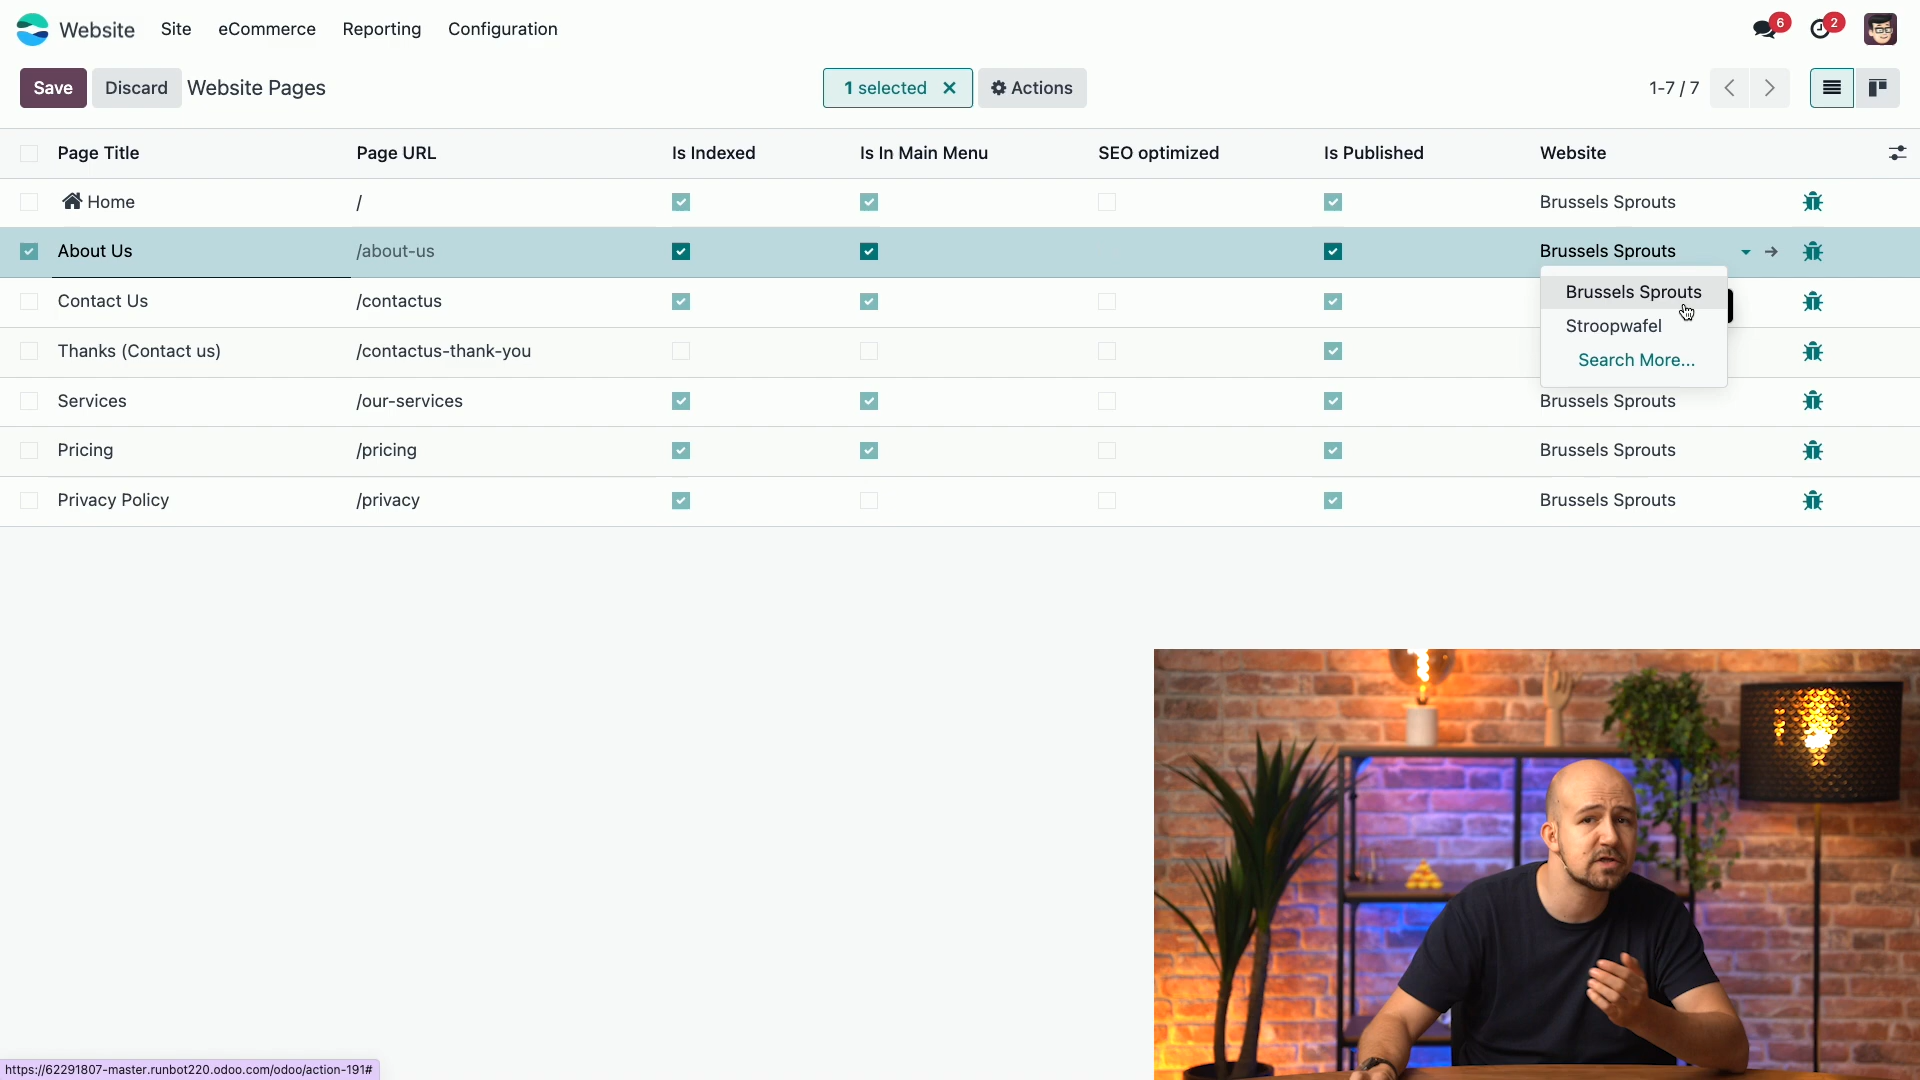 Website Site eCommerce Reporting Configuration 6 2
Save Discard Website Pages 1 selected Actions 1-7 / 7
Page Title Page URL Is Indexed Is In Main Menu SEO optimized Is Published Website
Home / Brussels Sprouts
About Us /about-us Brussels Sprouts
Brussels Sprouts
Contact Us /contactus
Stroopwafel
Thanks (Contact us) /contactus-thank-you
Search More...
Services /our-services Brussels Sprouts
Pricing /pricing Brussels Sprouts
Privacy Policy /privacy Brussels Sprouts
https://62291807-master.runbot220.odoo.com/odoo/action-191#